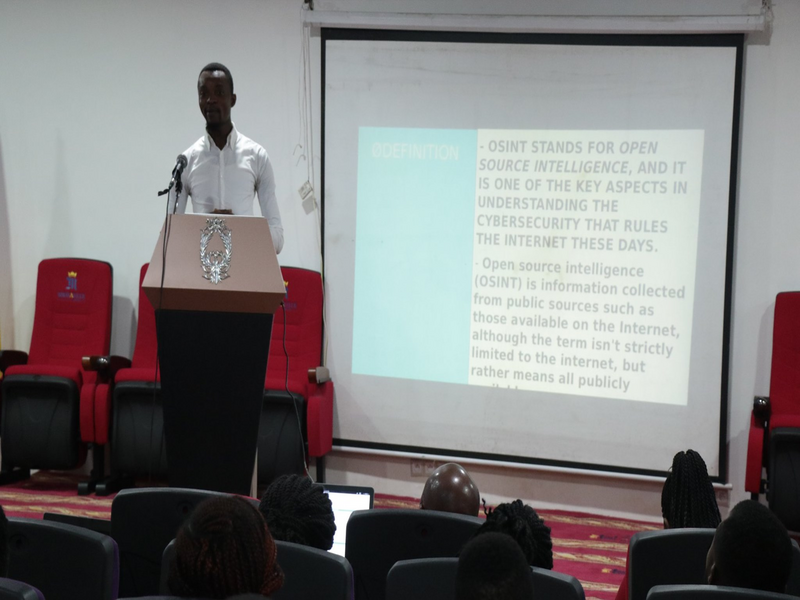 DEFINITION
- OSINT STANDS FOR OPEN
SOURCE INTELLIGENCE, AND IT
IS ONE OF THE KEY ASPECTS IN
UNDERSTANDING THE
CYBERSECURITY THAT RULES
THE INTERNET THESE DAYS.
- Open source intelligence
(OSINT) is information collected
from public sources such as
those available on the Internet,
although the term isn't strictly
limited to the internet, but
rather means all publicly